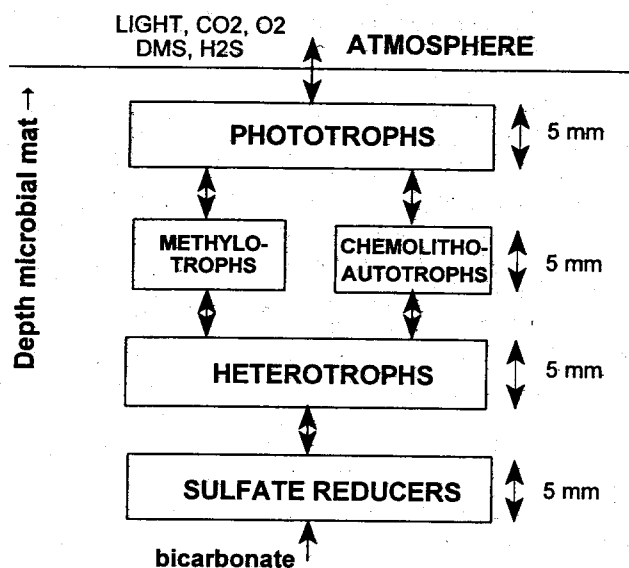 LIGHT, CO2, O2
DMS, H2S
ATMOSPHERE
Depth microbial mat →
PHOTOTROPHS
5 mm
METHYLO-
TROPHS
CHEMOLITHO-
AUTOTROPHS
5 mm
HETEROTROPHS
5 mm
SULFATE REDUCERS
5 mm
bicarbonate